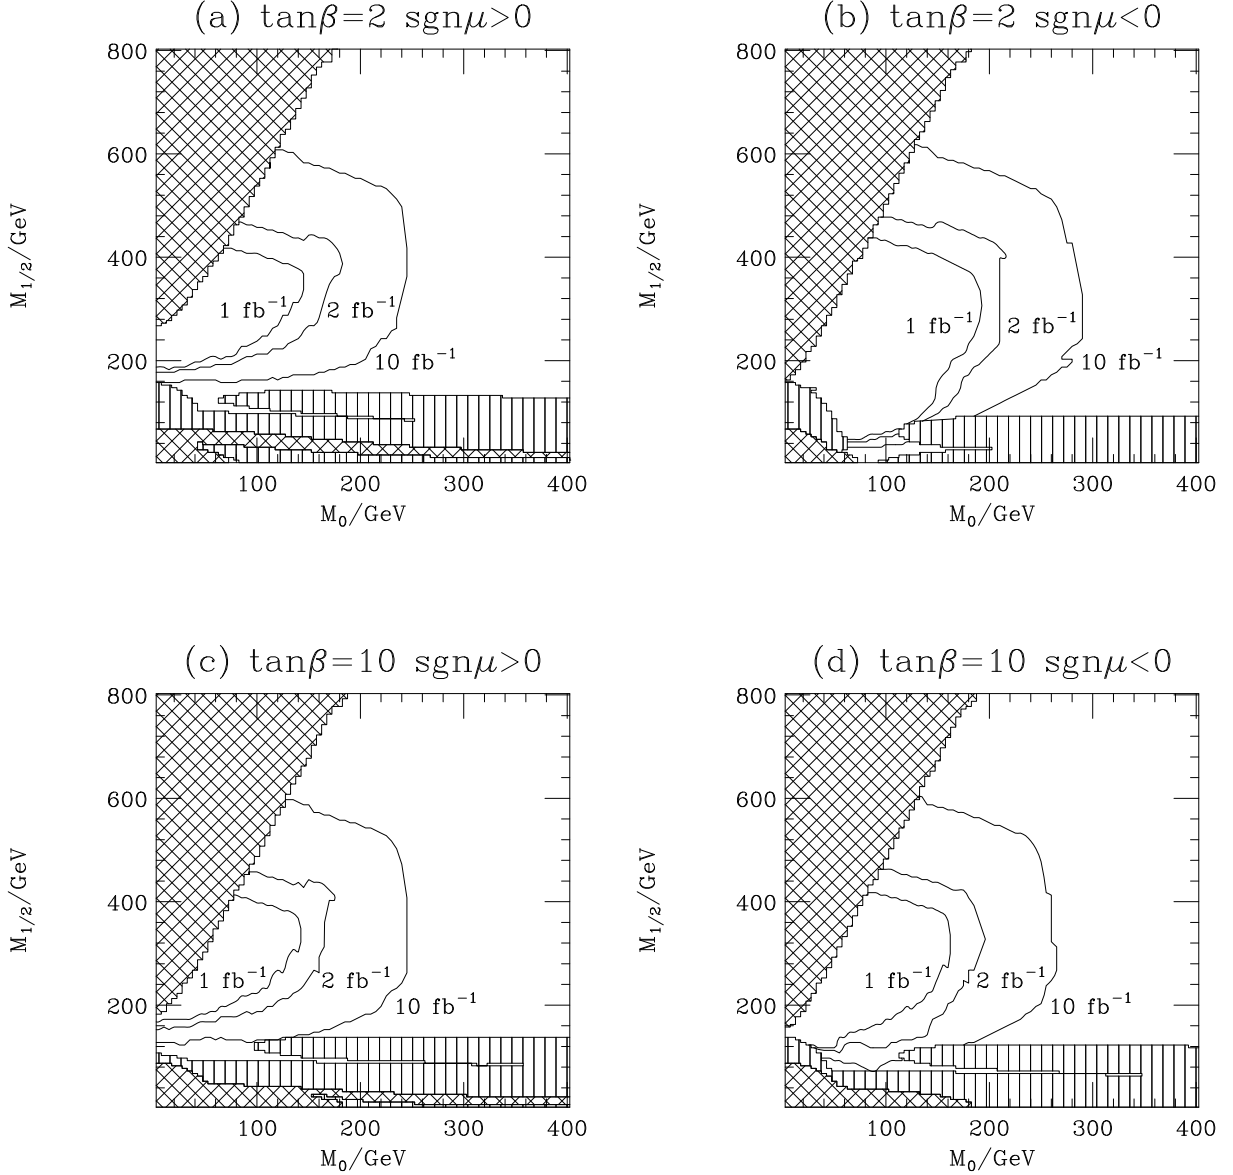 (a) tanβ=2 sgnμ>0
800
600
400
200
M₁/₂/GeV
1 fb⁻¹
2 fb⁻¹
10 fb⁻¹
100 200 300 400
M₀/GeV
(b) tanβ=2 sgnμ<0
800
600
400
200
M₁/₂/GeV
1 fb⁻¹
2 fb⁻¹
10 fb⁻¹
100 200 300 400
M₀/GeV
(c) tanβ=10 sgnμ>0
800
600
400
200
M₁/₂/GeV
1 fb⁻¹
2 fb⁻¹
10 fb⁻¹
100 200 300 400
M₀/GeV
(d) tanβ=10 sgnμ<0
800
600
400
200
M₁/₂/GeV
1 fb⁻¹
2 fb⁻¹
10 fb⁻¹
100 200 300 400
M₀/GeV